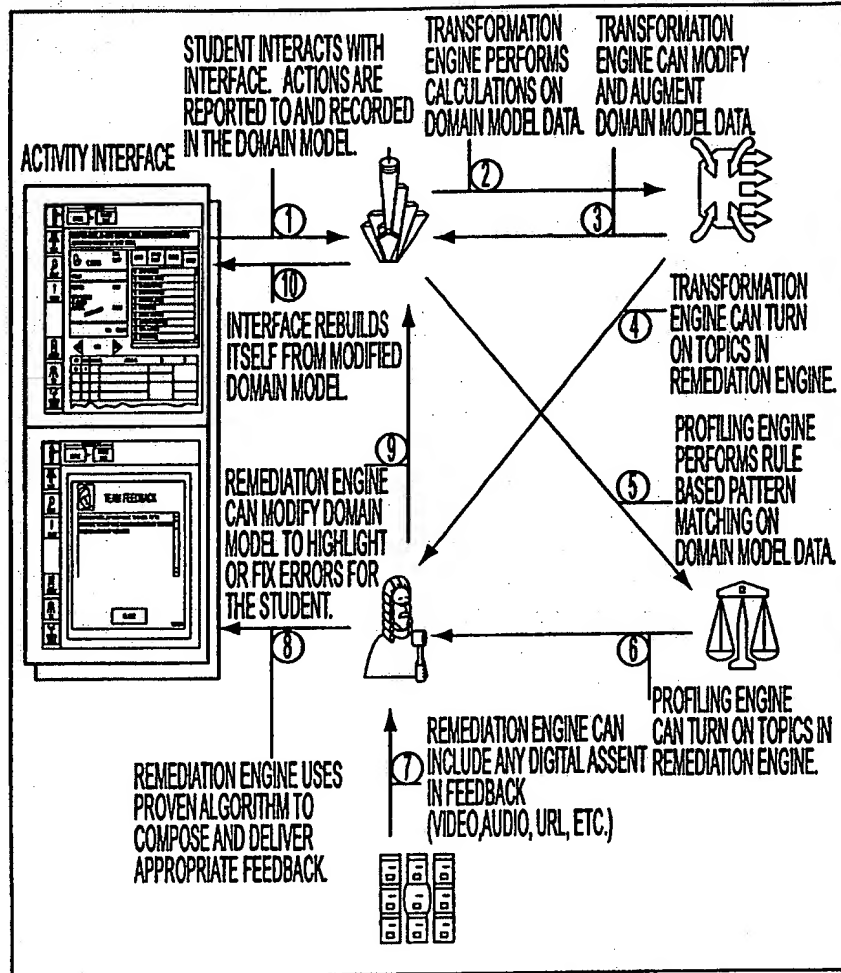 STUDENT INTERACTS WITH
INTERFACE. ACTIONS ARE
REPORTED TO AND RECORDED
IN THE DOMAIN MODEL.
TRANSFORMATION
ENGINE PERFORMS
CALCULATIONS ON
DOMAIN MODEL DATA.
TRANSFORMATION
ENGINE CAN MODIFY
AND AUGMENT
DOMAIN MODEL DATA.
ACTIVITY INTERFACE
1
2
3
10
INTERFACE REBUILDS
ITSELF FROM MODIFIED
DOMAIN MODEL.
4
TRANSFORMATION
ENGINE CAN TURN
ON TOPICS IN
REMEDIATION ENGINE.
9
REMEDIATION ENGINE
CAN MODIFY DOMAIN
MODEL TO HIGHLIGHT
OR FIX ERRORS FOR
THE STUDENT.
5
PROFILING ENGINE
PERFORMS RULE
BASED PATTERN
MATCHING ON
DOMAIN MODEL DATA.
TEAM FEEDBACK
8
6
PROFILING ENGINE
CAN TURN ON TOPICS IN
REMEDIATION ENGINE.
7
REMEDIATION ENGINE CAN
INCLUDE ANY DIGITAL ASSENT
IN FEEDBACK
(VIDEO,AUDIO, URL, ETC.)
REMEDIATION ENGINE USES
PROVEN ALGORITHM TO
COMPOSE AND DELIVER
APPROPRIATE FEEDBACK.